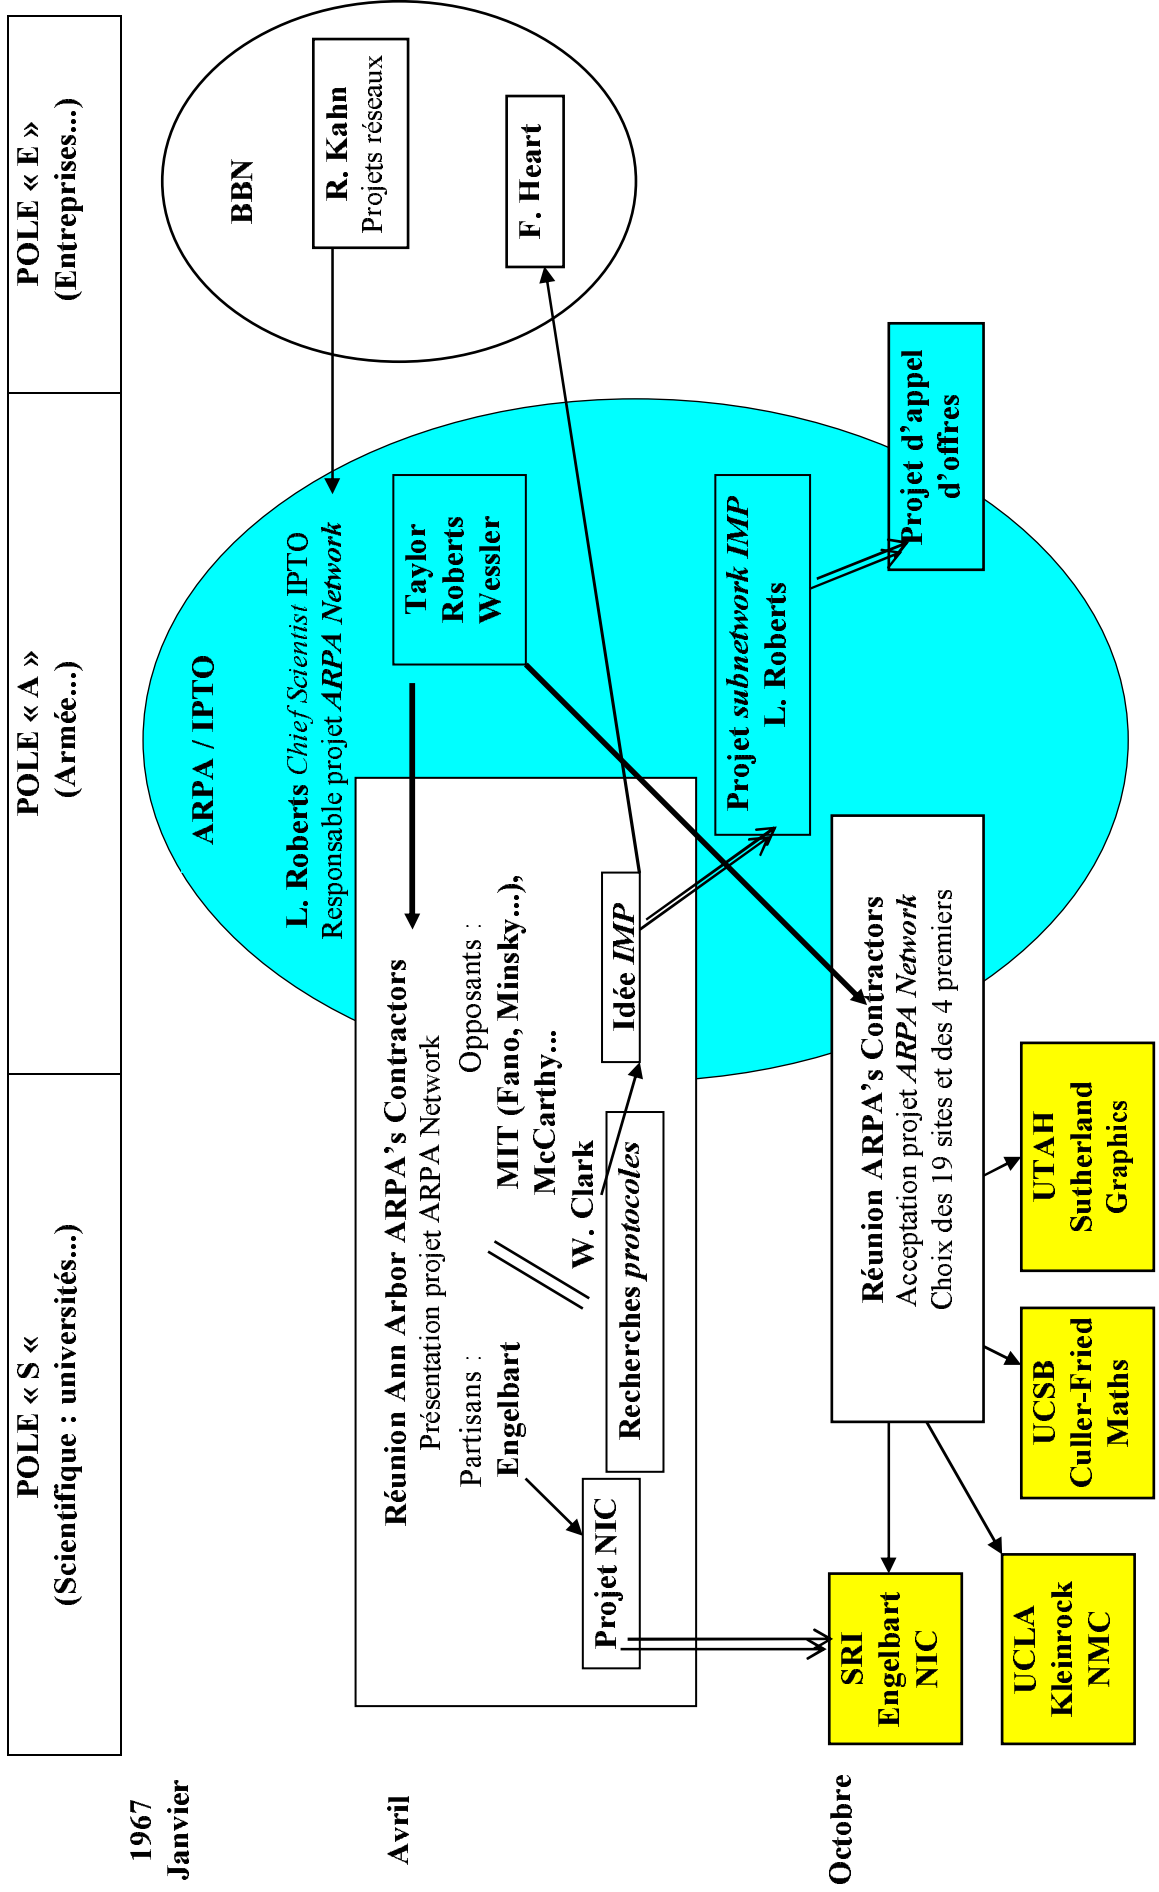 POLE « S «
(Scientifique : universités...)
POLE « A »
(Armée...)
POLE « E »
(Entreprises...)
1967
Janvier
ARPA / IPTO
BBN
L. Roberts Chief Scientist IPTO
Responsable projet ARPA Network
R. Kahn
Projets réseaux
Avril
Réunion Ann Arbor ARPA’s Contractors
Présentation projet ARPA Network
Taylor
Roberts
Wessler
Partisans :
Engelbart
Opposants :
MIT (Fano, Minsky...),
McCarthy...
W. Clark
F. Heart
Projet NIC
Recherches protocoles
Idée IMP
Projet subnetwork IMP
L. Roberts
Octobre
Réunion ARPA’s Contractors
Acceptation projet ARPA Network
Choix des 19 sites et des 4 premiers
Projet d’appel
d’offres
SRI
Engelbart
NIC
UCLA
Kleinrock
NMC
UCSB
Culler-Fried
Maths
UTAH
Sutherland
Graphics